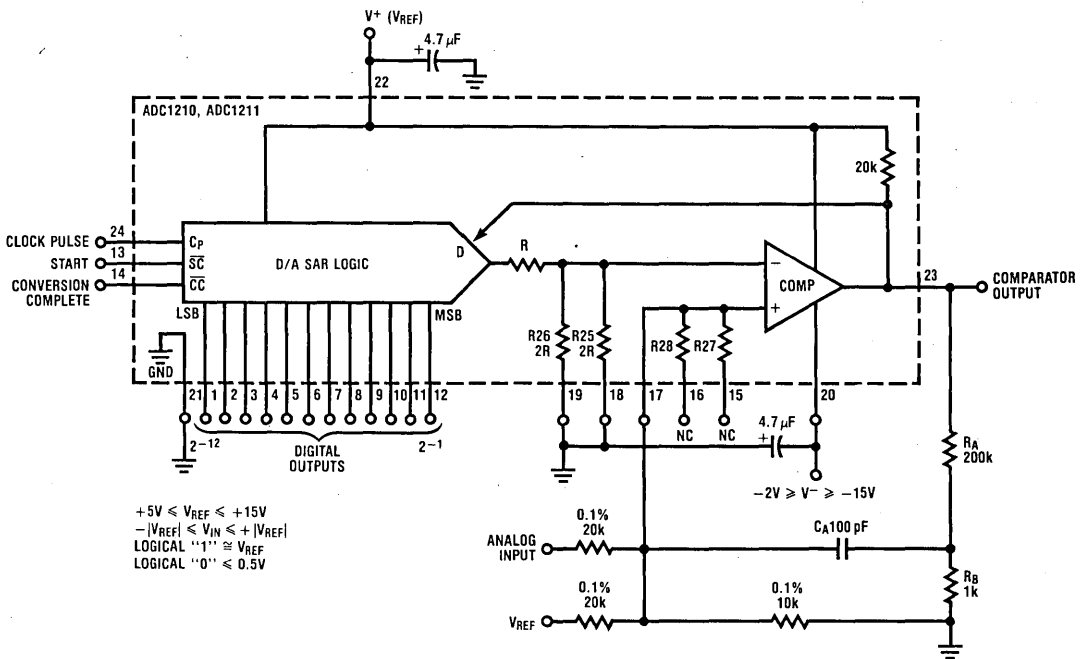 V+ (VREF)
+ 4.7 μF
22
ADC1210, ADC1211
20k
CLOCK PULSE 24 CP
START 13 SC
CONVERSION COMPLETE 14 CC
D/A SAR LOGIC
D
R
LSB
MSB
−
COMP
+
23
COMPARATOR
OUTPUT
R26
2R
R25
2R
R28
R27
GND
21 1 2 3 4 5 6 7 8 9 10 11 12
19 18 17 16 15 20
NC NC
4.7 μF
+
2−12
DIGITAL
OUTPUTS
2−1
−2V ⩾ V− ⩾ −15V
RA
200k
+5V ⩽ VREF ⩽ +15V
−|VREF| ⩽ VIN ⩽ +|VREF|
LOGICAL "1" ≅ VREF
LOGICAL "0" ⩽ 0.5V
ANALOG
INPUT
0.1%
20k
CA 100 pF
RB
1k
VREF
0.1%
20k
0.1%
10k